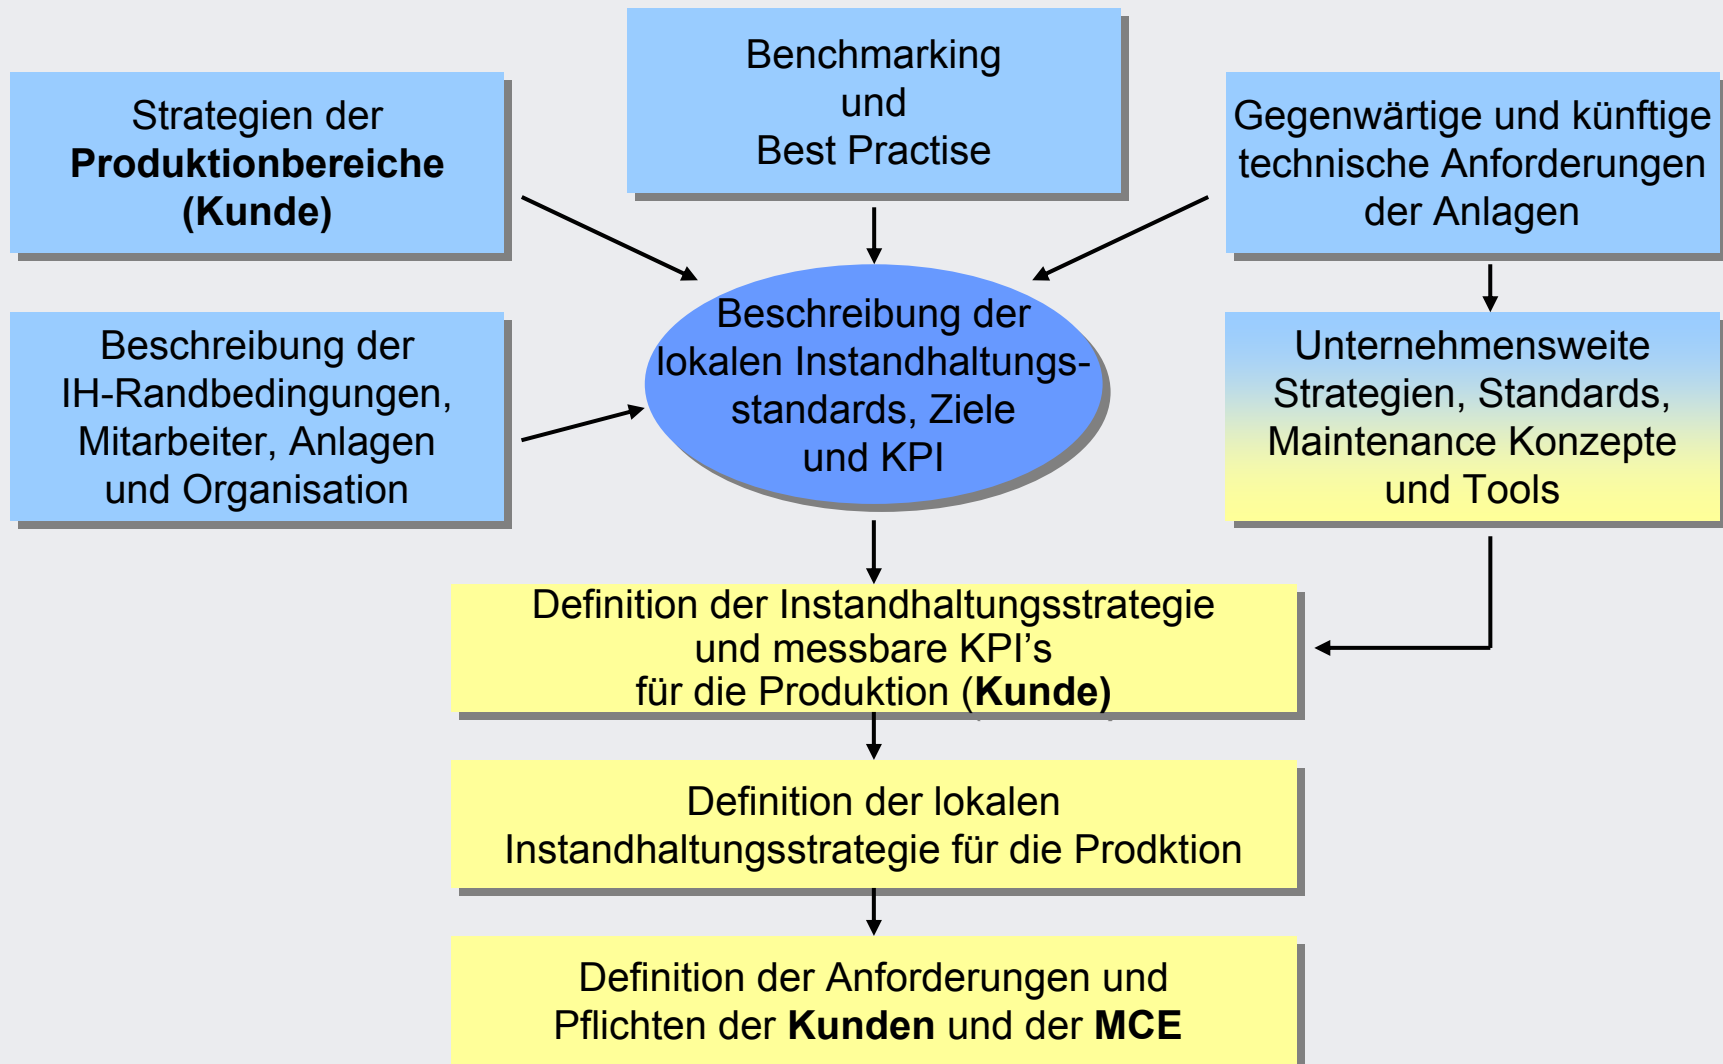 Benchmarking
und
Best Practise
Strategien der
Produktionbereiche
(Kunde)
Gegenwärtige und künftige
technische Anforderungen
der Anlagen
Beschreibung der
IH-Randbedingungen,
Mitarbeiter, Anlagen
und Organisation
Beschreibung der
lokalen Instandhaltungs-
standards, Ziele
und KPI
Unternehmensweite
Strategien, Standards,
Maintenance Konzepte
und Tools
Definition der Instandhaltungsstrategie
und messbare KPI’s
für die Produktion (Kunde)
Definition der lokalen
Instandhaltungsstrategie für die Prodktion
Definition der Anforderungen und
Pflichten der Kunden und der MCE